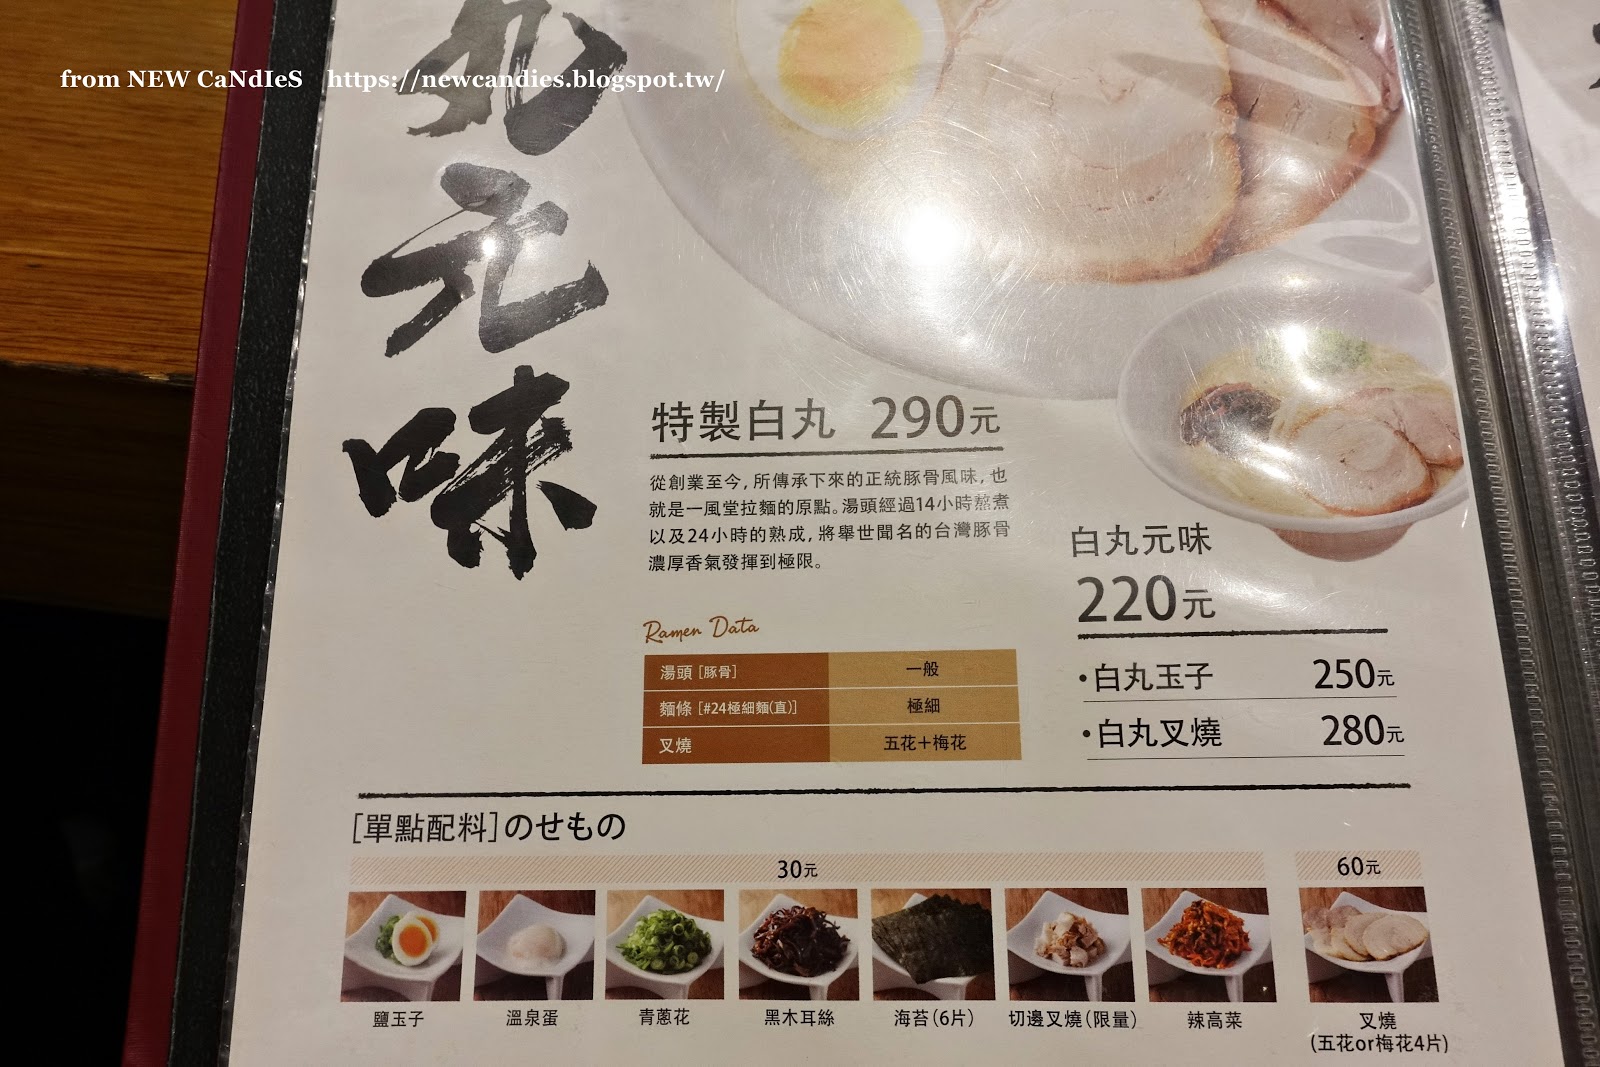 from NEW CaNdIeS https://newcandies.blogspot.tw/
丸元味
特製白丸 290元
從創業至今，所傳承下來的正統豚骨風味，也
就是一風堂拉麵的原點。湯頭經過14小時熬煮
以及24小時的熟成，將舉世聞名的台灣豚骨
濃厚香氣發揮到極限。
Ramen Data
湯頭［豚骨］ 一般
麵條［#24極細麵(直)］ 極細
叉燒 五花＋梅花
白丸元味
220元
・白丸玉子 250元
・白丸叉燒 280元
［單點配料］のせもの
30元
60元
鹽玉子
溫泉蛋
青蔥花
黑木耳絲
海苔(6片)
切邊叉燒(限量)
辣高菜
叉燒
(五花or梅花4片)